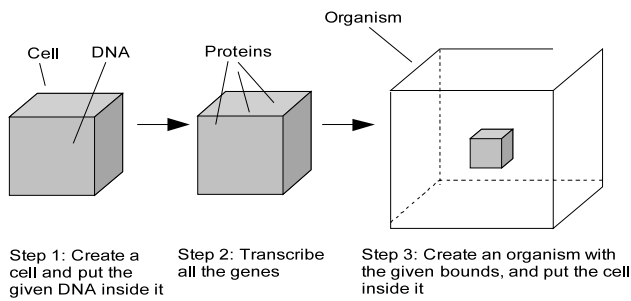 Organism
Cell
DNA
Proteins
Step 1: Create a
cell and put the
given DNA inside it
Step 2: Transcribe
all the genes
Step 3: Create an organism with
the given bounds, and put the cell
inside it